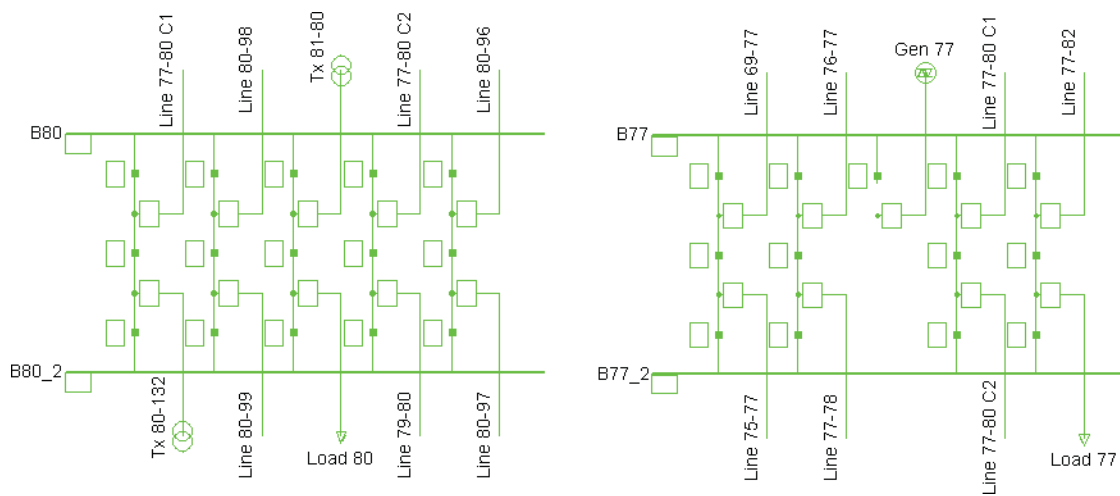 Line 77-80 C1
Line 80-98
Tx 81-80
Line 77-80 C2
Line 80-96
B80
B80_2
Tx 80-132
Line 80-99
Load 80
Line 79-80
Line 80-97
Line 69-77
Line 76-77
Gen 77
Line 77-80 C1
Line 77-82
B77
B77_2
Line 75-77
Line 77-78
Line 77-80 C2
Load 77